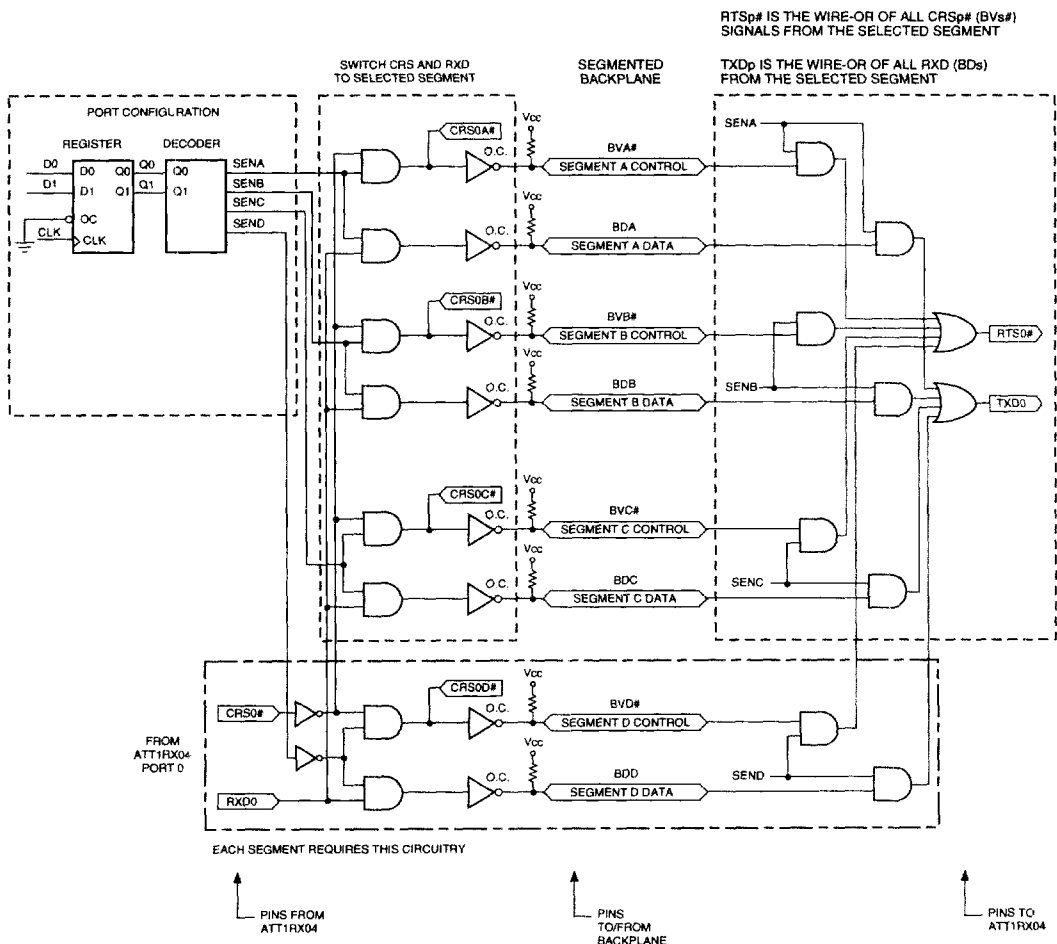 RTSp# IS THE WIRE-OR OF ALL CRSp# (BVs#)
SIGNALS FROM THE SELECTED SEGMENT
TXDp IS THE WIRE-OR OF ALL RXD (BDs)
FROM THE SELECTED SEGMENT
SWITCH CRS AND RXD
TO SELECTED SEGMENT
SEGMENTED
BACKPLANE
PORT CONFIGLRATION
REGISTER
DECODER
D0
D0
Q0
Q0
Q0
D1
D1
Q1
Q1
Q1
OC
CLK
CLK
SENA
SENB
SENC
SEND
CRS0A#
O.C.
Vcc
BVA#
SEGMENT A CONTROL
SENA
O.C.
Vcc
BDA
SEGMENT A DATA
CRS0B#
O.C.
Vcc
BVB#
SEGMENT B CONTROL
RTS0#
O.C.
Vcc
BDB
SEGMENT B DATA
SENB
TXD0
CRS0C#
O.C.
Vcc
BVC#
SEGMENT C CONTROL
O.C.
Vcc
BDC
SEGMENT C DATA
SENC
FROM
ATT1RX04
PORT 0
CRS0#
CRS0D#
O.C.
Vcc
BVD#
SEGMENT D CONTROL
RXD0
O.C.
Vcc
BDD
SEGMENT D DATA
SEND
EACH SEGMENT REQUIRES THIS CIRCUITRY
PINS FROM
ATT1RX04
PINS
TO/FROM
BACKPLANE
PINS TO
ATT1RX04